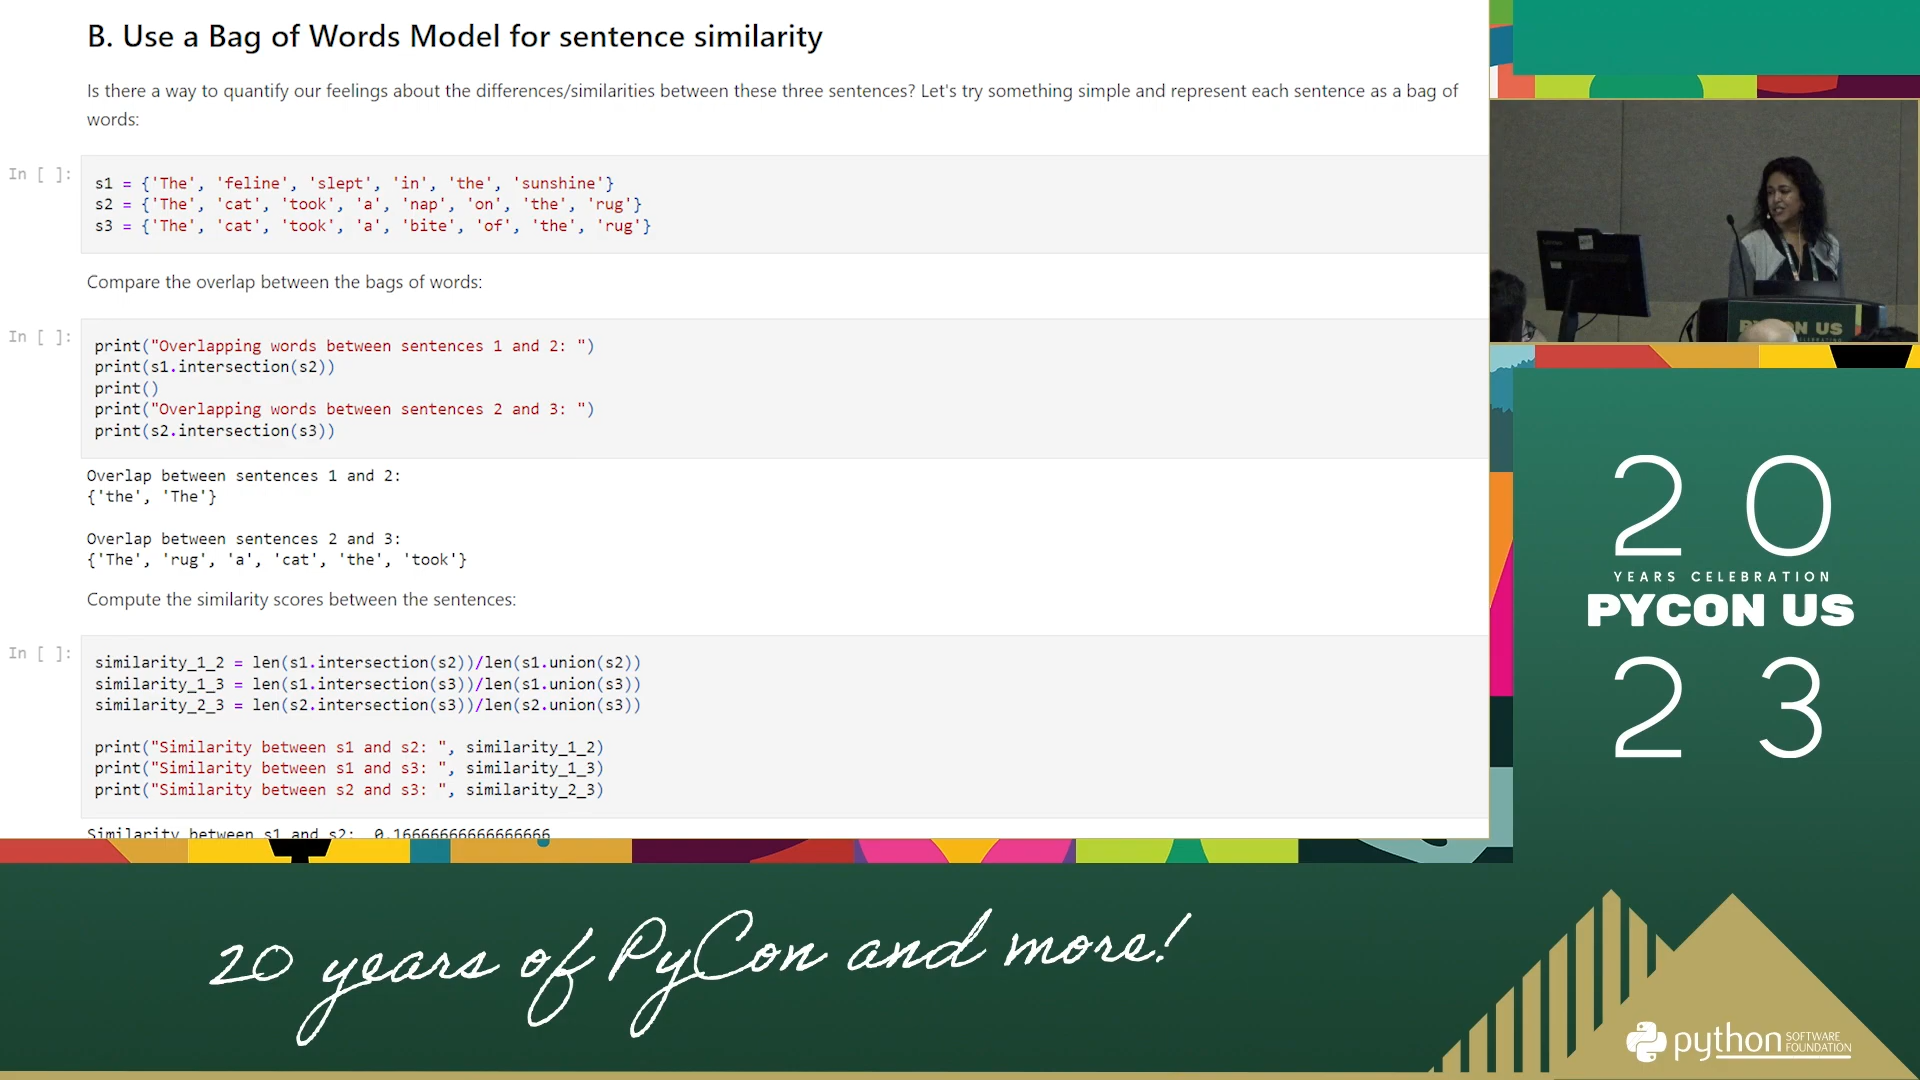 B. Use a Bag of Words Model for sentence similarity
Is there a way to quantify our feelings about the differences/similarities between these three sentences? Let's try something simple and represent each sentence as a bag of
words:
In [ ]:
s1 = {'The', 'feline', 'slept', 'in', 'the', 'sunshine'}
s2 = {'The', 'cat', 'took', 'a', 'nap', 'on', 'the', 'rug'}
s3 = {'The', 'cat', 'took', 'a', 'bite', 'of', 'the', 'rug'}
Compare the overlap between the bags of words:
In [ ]:
print("Overlapping words between sentences 1 and 2: ")
print(s1.intersection(s2))
print()
print("Overlapping words between sentences 2 and 3: ")
print(s2.intersection(s3))
Overlap between sentences 1 and 2:
{'the', 'The'}
Overlap between sentences 2 and 3:
{'The', 'rug', 'a', 'cat', 'the', 'took'}
Compute the similarity scores between the sentences:
In [ ]:
similarity_1_2 = len(s1.intersection(s2))/len(s1.union(s2))
similarity_1_3 = len(s1.intersection(s3))/len(s1.union(s3))
similarity_2_3 = len(s2.intersection(s3))/len(s2.union(s3))
print("Similarity between s1 and s2: ", similarity_1_2)
print("Similarity between s1 and s3: ", similarity_1_3)
print("Similarity between s2 and s3: ", similarity_2_3)
Similarity between s1 and s2: 0.16666666666666666
PYCON US
20
YEARS CELEBRATION
PYCON US
23
20 years of PyCon and more!
python SOFTWARE
FOUNDATION